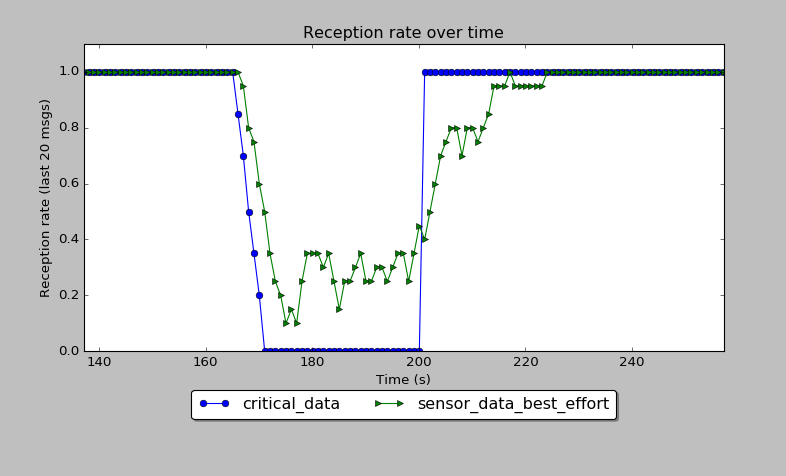 Reception rate over time
Reception rate (last 20 msgs)
1.0
0.8
0.6
0.4
0.2
0.0
140 160 180 200 220 240
Time (s)
critical_data sensor_data_best_effort